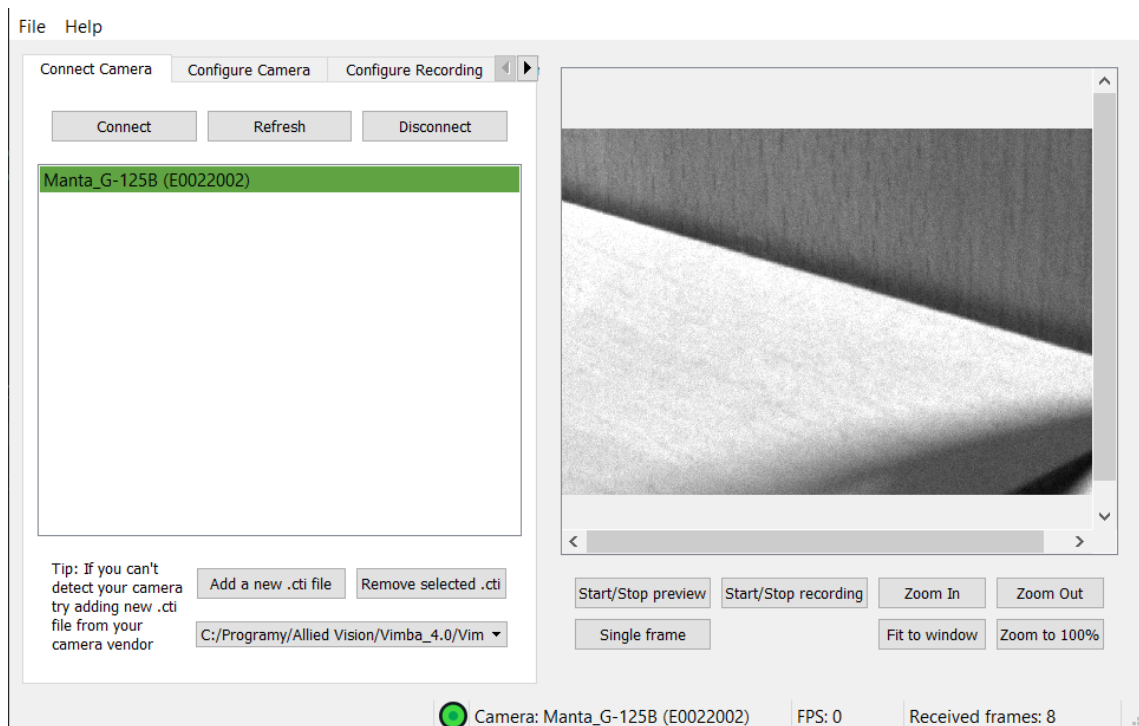 File Help
Connect Camera Configure Camera Configure Recording
Connect Refresh Disconnect
Manta_G-125B (E0022002)
Tip: If you can't
detect your camera
try adding new .cti
file from your
camera vendor
Add a new .cti file Remove selected .cti
C:/Programy/Allied Vision/Vimba_4.0/Vim
Start/Stop preview Start/Stop recording Zoom In Zoom Out
Single frame Fit to window Zoom to 100%
Camera: Manta_G-125B (E0022002) FPS: 0 Received frames: 8